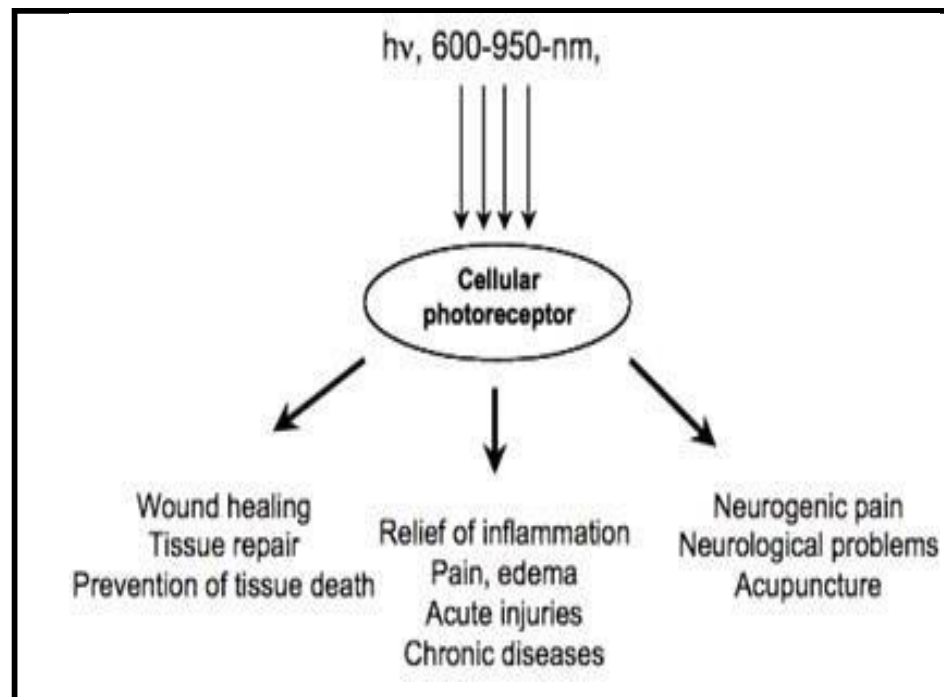 hν, 600-950-nm,
Cellular
photoreceptor
Wound healing
Tissue repair
Prevention of tissue death
Relief of inflammation
Pain, edema
Acute injuries
Chronic diseases
Neurogenic pain
Neurological problems
Acupuncture